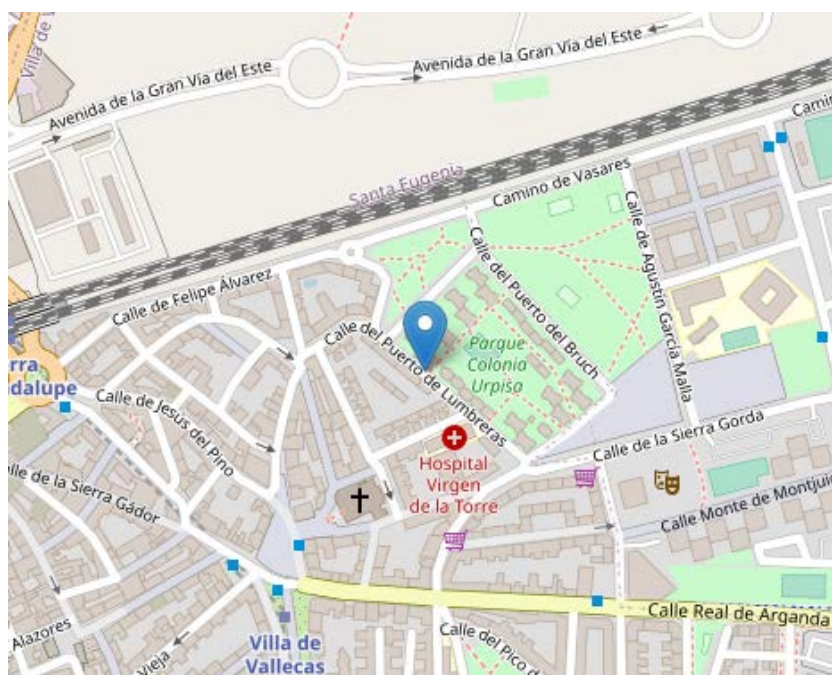 Villa de V
Avenida de la Gran Vía del Este
Avenida de la Gran Vía del Este
Camin
Santa Eugenia
Camino de Vasares
Calle de Felipe Álvarez
Calle del Puerto del Bruch
Calle de Agustín García Malla
Calle del Puerto de Lumbreras
Parque
Colonia
Urpisa
erra
dalupe
Calle de Jesús del Pino
Calle de la Sierra Gorda
Hospital
Virgen
de la Torre
alle de la Sierra Gádor
Calle Monte de Montjuic
Calle Real de Arganda
Alazores
Vieja
Villa de
Vallecas
Calle del Pico d